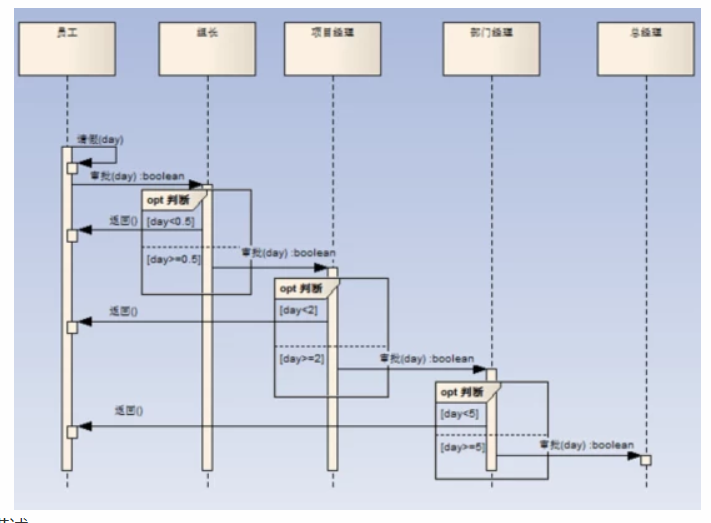 员工
组长
项目经理
部门经理
总经理
请假(day)
审批(day) :boolean
opt 判断
返回()
[day<0.5]
审批(day) :boolean
[day>=0.5]
opt 判断
返回()
[day<2]
审批(day) :boolean
[day>=2]
opt 判断
返回()
[day<5]
审批(day) :boolean
[day>=5]